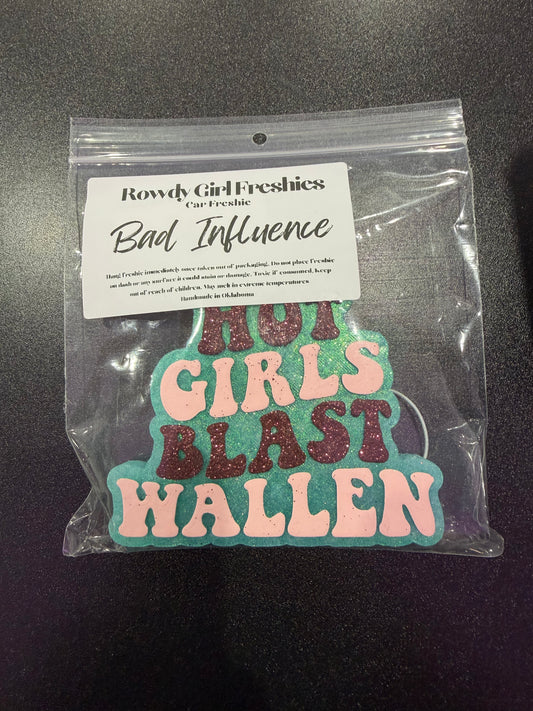 Rowdy Girl Freshies
Car Freshie
Bad Influence
Hang freshie immediately once taken out of packaging. Do not place Freshie
on dash or any surface it could stain or damage. Toxic if consumed. Keep
out of reach of children. May melt in extreme temperatures
Handmade in Oklahoma
HOT
GIRLS
BLAST
WALLEN